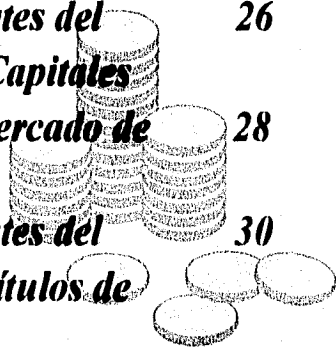 tes del 26
Capitales
ercado de 28
tes del 30
ítulos de